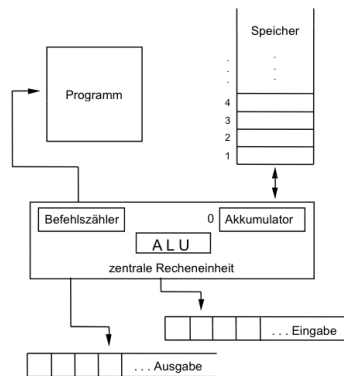 Speicher
.
.
.
.
.
.
Programm
4
3
2
1
Befehlszähler
0 Akkumulator
ALU
zentrale Recheneinheit
. . . Eingabe
. . . Ausgabe